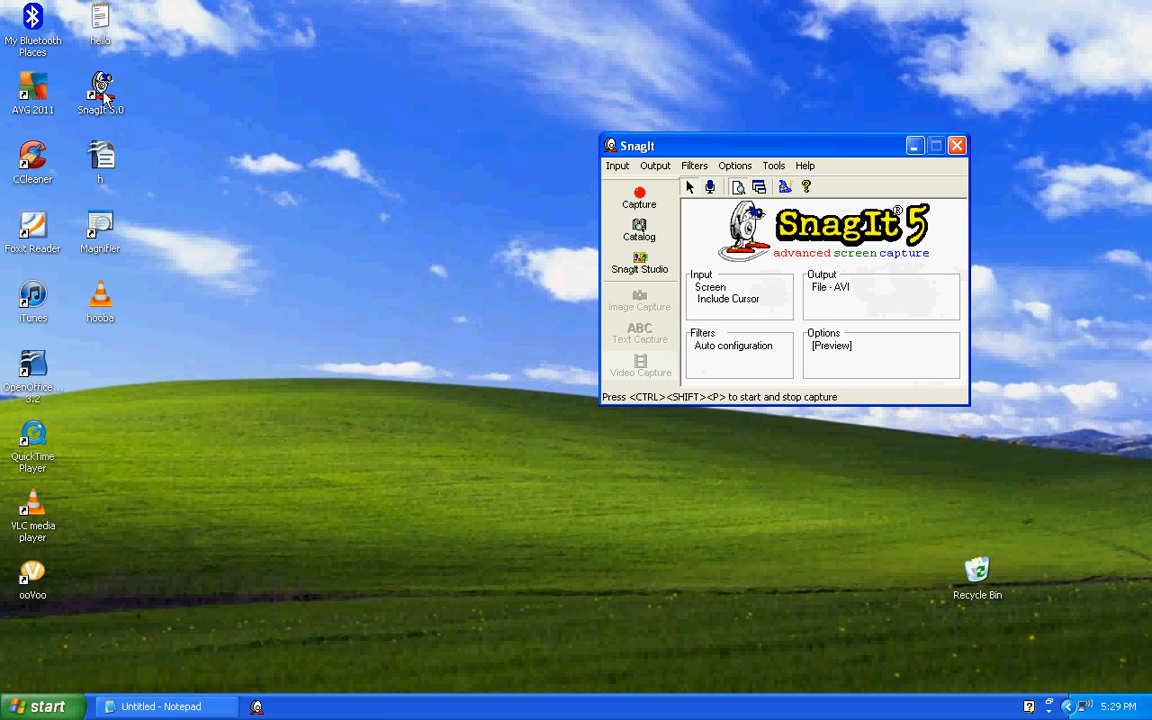 My Bluetooth
Places
hello
AVG 2011
SnagIt 5.0
CCleaner
h
Foxit Reader
Magnifier
iTunes
hooba
OpenOffice...
3.2
QuickTime
Player
VLC media
player
ooVoo
SnagIt
Input Output Filters Options Tools Help
Capture
Catalog
SnagIt Studio
Image Capture
ABC
Text Capture
Video Capture
SnagIt® 5
advanced screen capture
Input
Screen
Include Cursor
Output
File - AVI
Filters
Auto configuration
Options
[Preview]
Press <CTRL><SHIFT><P> to start and stop capture
Recycle Bin
start
Untitled - Notepad
5:29 PM